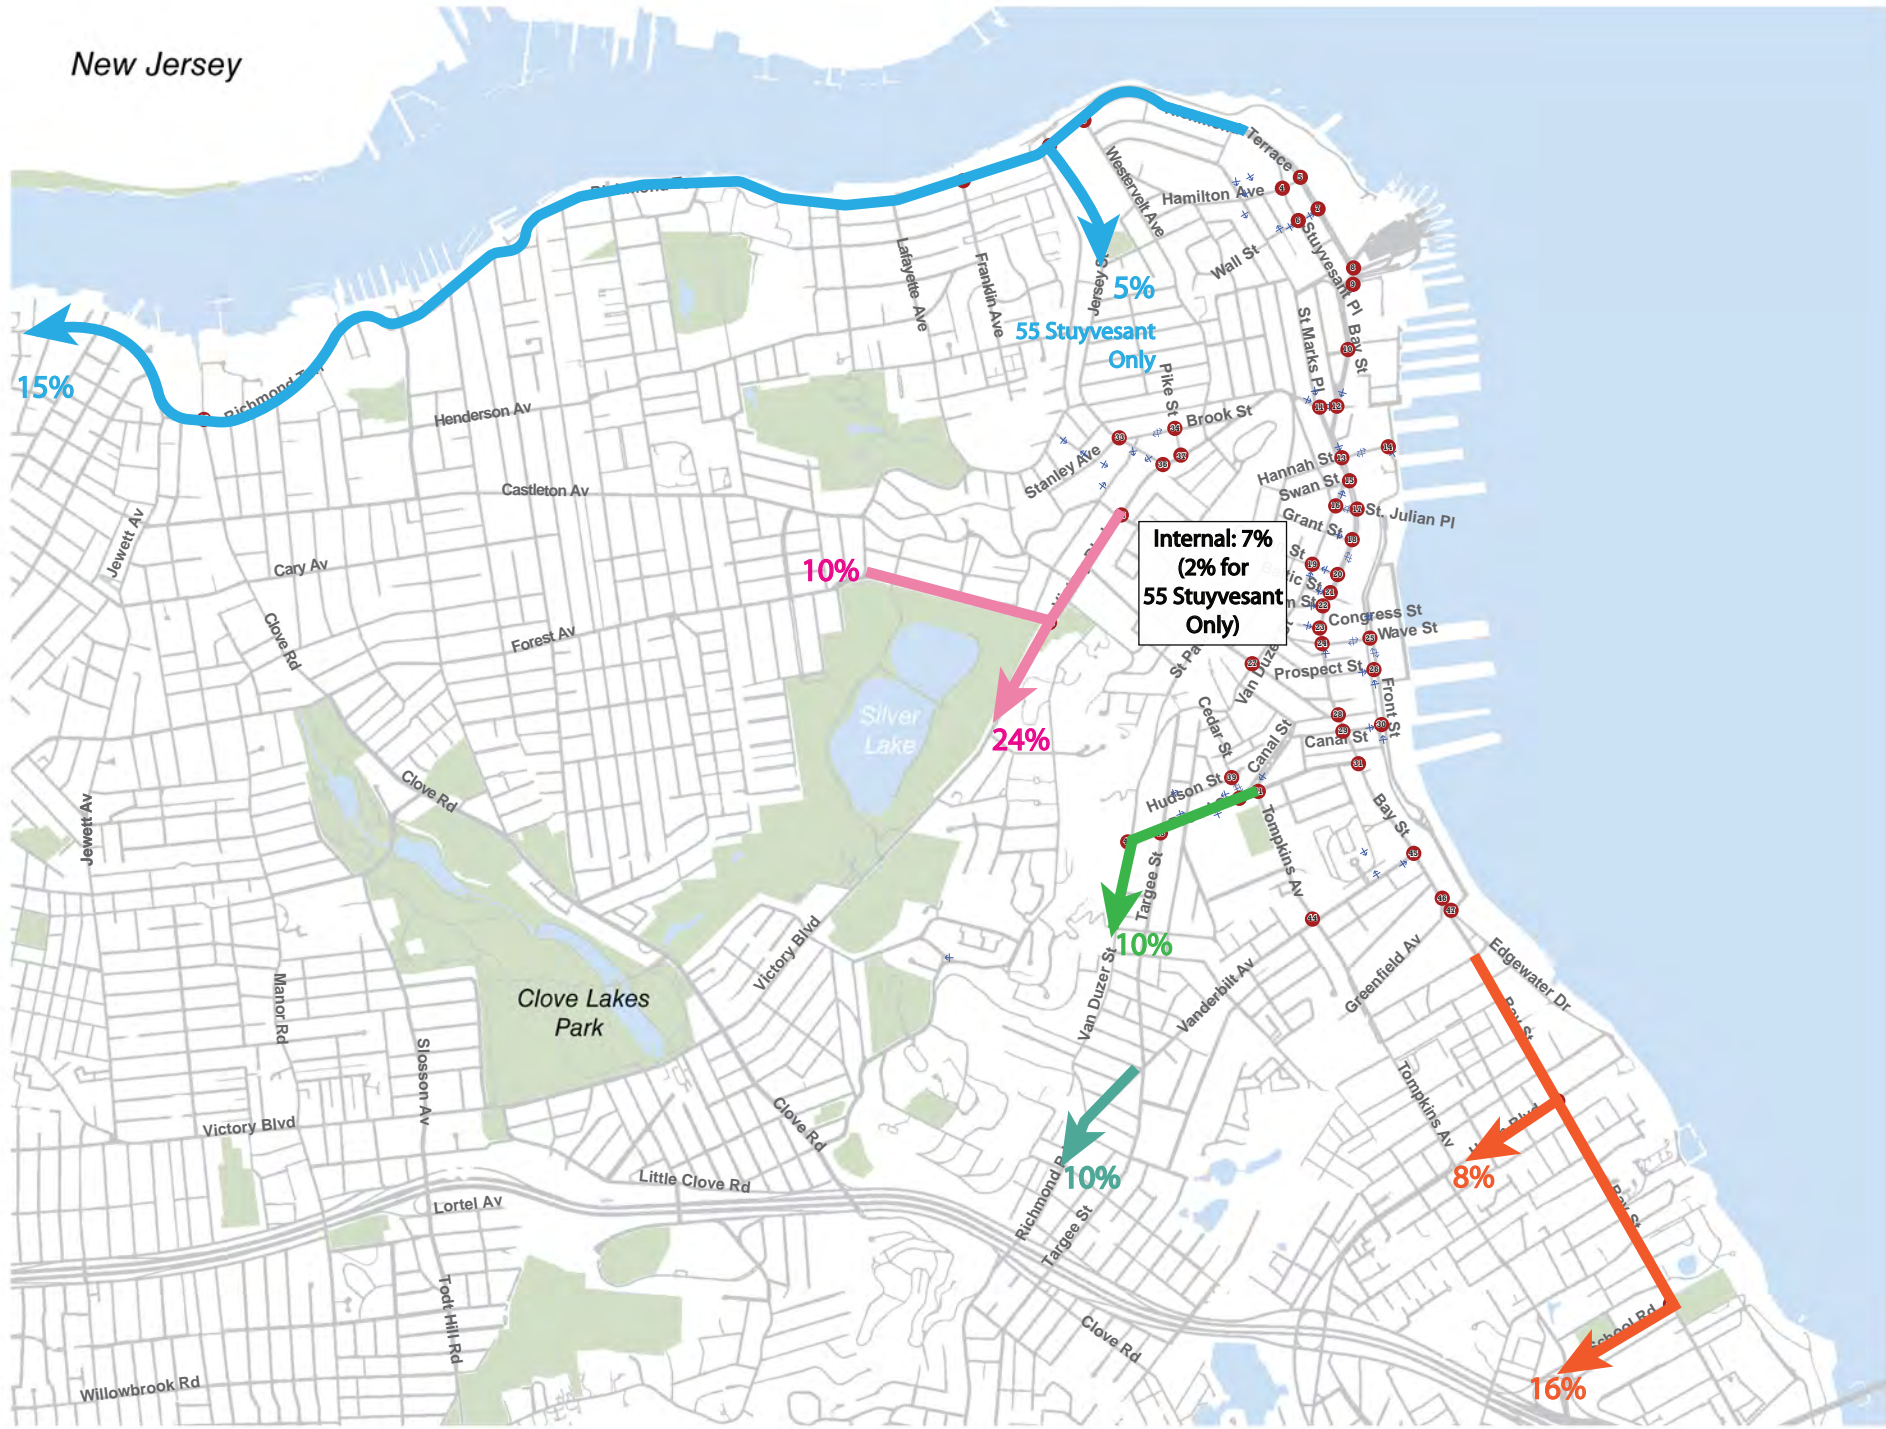 New Jersey
Terrace
Westervelt Ave
Hamilton Ave
Wall St
Stuyvesant Pl
Lafayette Ave
Franklin Ave
Jersey St
5%
55 Stuyvesant
Only
15%
St Marks Pl
Bay St
Pike St
Brook St
Henderson Av
Stanley Ave
Hannah St
Swan St
St. Julian Pl
Grant St
Castleton Av
Jewett Av
Cary Av
10%
Internal: 7%
(2% for
55 Stuyvesant
Only)
St
Congress St
Wave St
Prospect St
Clove Rd
Forest Av
Silver
Lake
24%
Cedar St
Canal St
Front St
Canal St
Hudson St
Clove Rd
Jewett Av
Bay St
Tompkins Av
Targee St
10%
Victory Blvd
Van Duzer St
Vanderbilt Av
Greenfield Av
Edgewater Dr
Manor Rd
Clove Lakes
Park
Slosson Av
Tompkins Av
Victory Blvd
Clove Rd
10%
8%
Little Clove Rd
Lortel Av
Targee St
Todt Hill Rd
Clove Rd
School Rd
16%
Willowbrook Rd